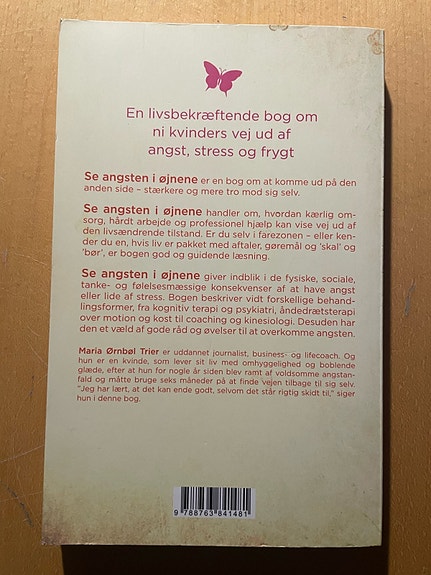 En livsbekræftende bog om
ni kvinders vej ud af
angst, stress og frygt
Se angsten i øjnene er en bog om at komme ud på den
anden side – stærkere og mere tro mod sig selv.
Se angsten i øjnene handler om, hvordan kærlig om-
sorg, hårdt arbejde og professionel hjælp kan vise vej ud af
den livsændrende tilstand. Er du selv i farezonen – eller ken-
der du en, hvis liv er pakket med aftaler, gøremål og 'skal' og
'bør', er bogen god og guidende læsning.
Se angsten i øjnene giver indblik i de fysiske, sociale,
tanke- og følelsesmæssige konsekvenser af at have angst
eller lide af stress. Bogen beskriver vidt forskellige behand-
lingsformer, fra kognitiv terapi og psykiatri, åndedrætsterapi
over motion og kost til coaching og kinesiologi. Desuden har
den et væld af gode råd og øvelser til at overkomme angsten.
Maria Ørnbøl Trier er uddannet journalist, business- og lifecoach. Og
hun er en kvinde, som lever sit liv med omhyggelighed og boblende
glæde, efter at hun for nogle år siden blev ramt af voldsomme angstan-
fald og måtte bruge seks måneder på at finde vejen tilbage til sig selv.
"Jeg har lært, at det kan ende godt, selvom det står rigtig skidt til," siger
hun i denne bog.
9 788763 841481